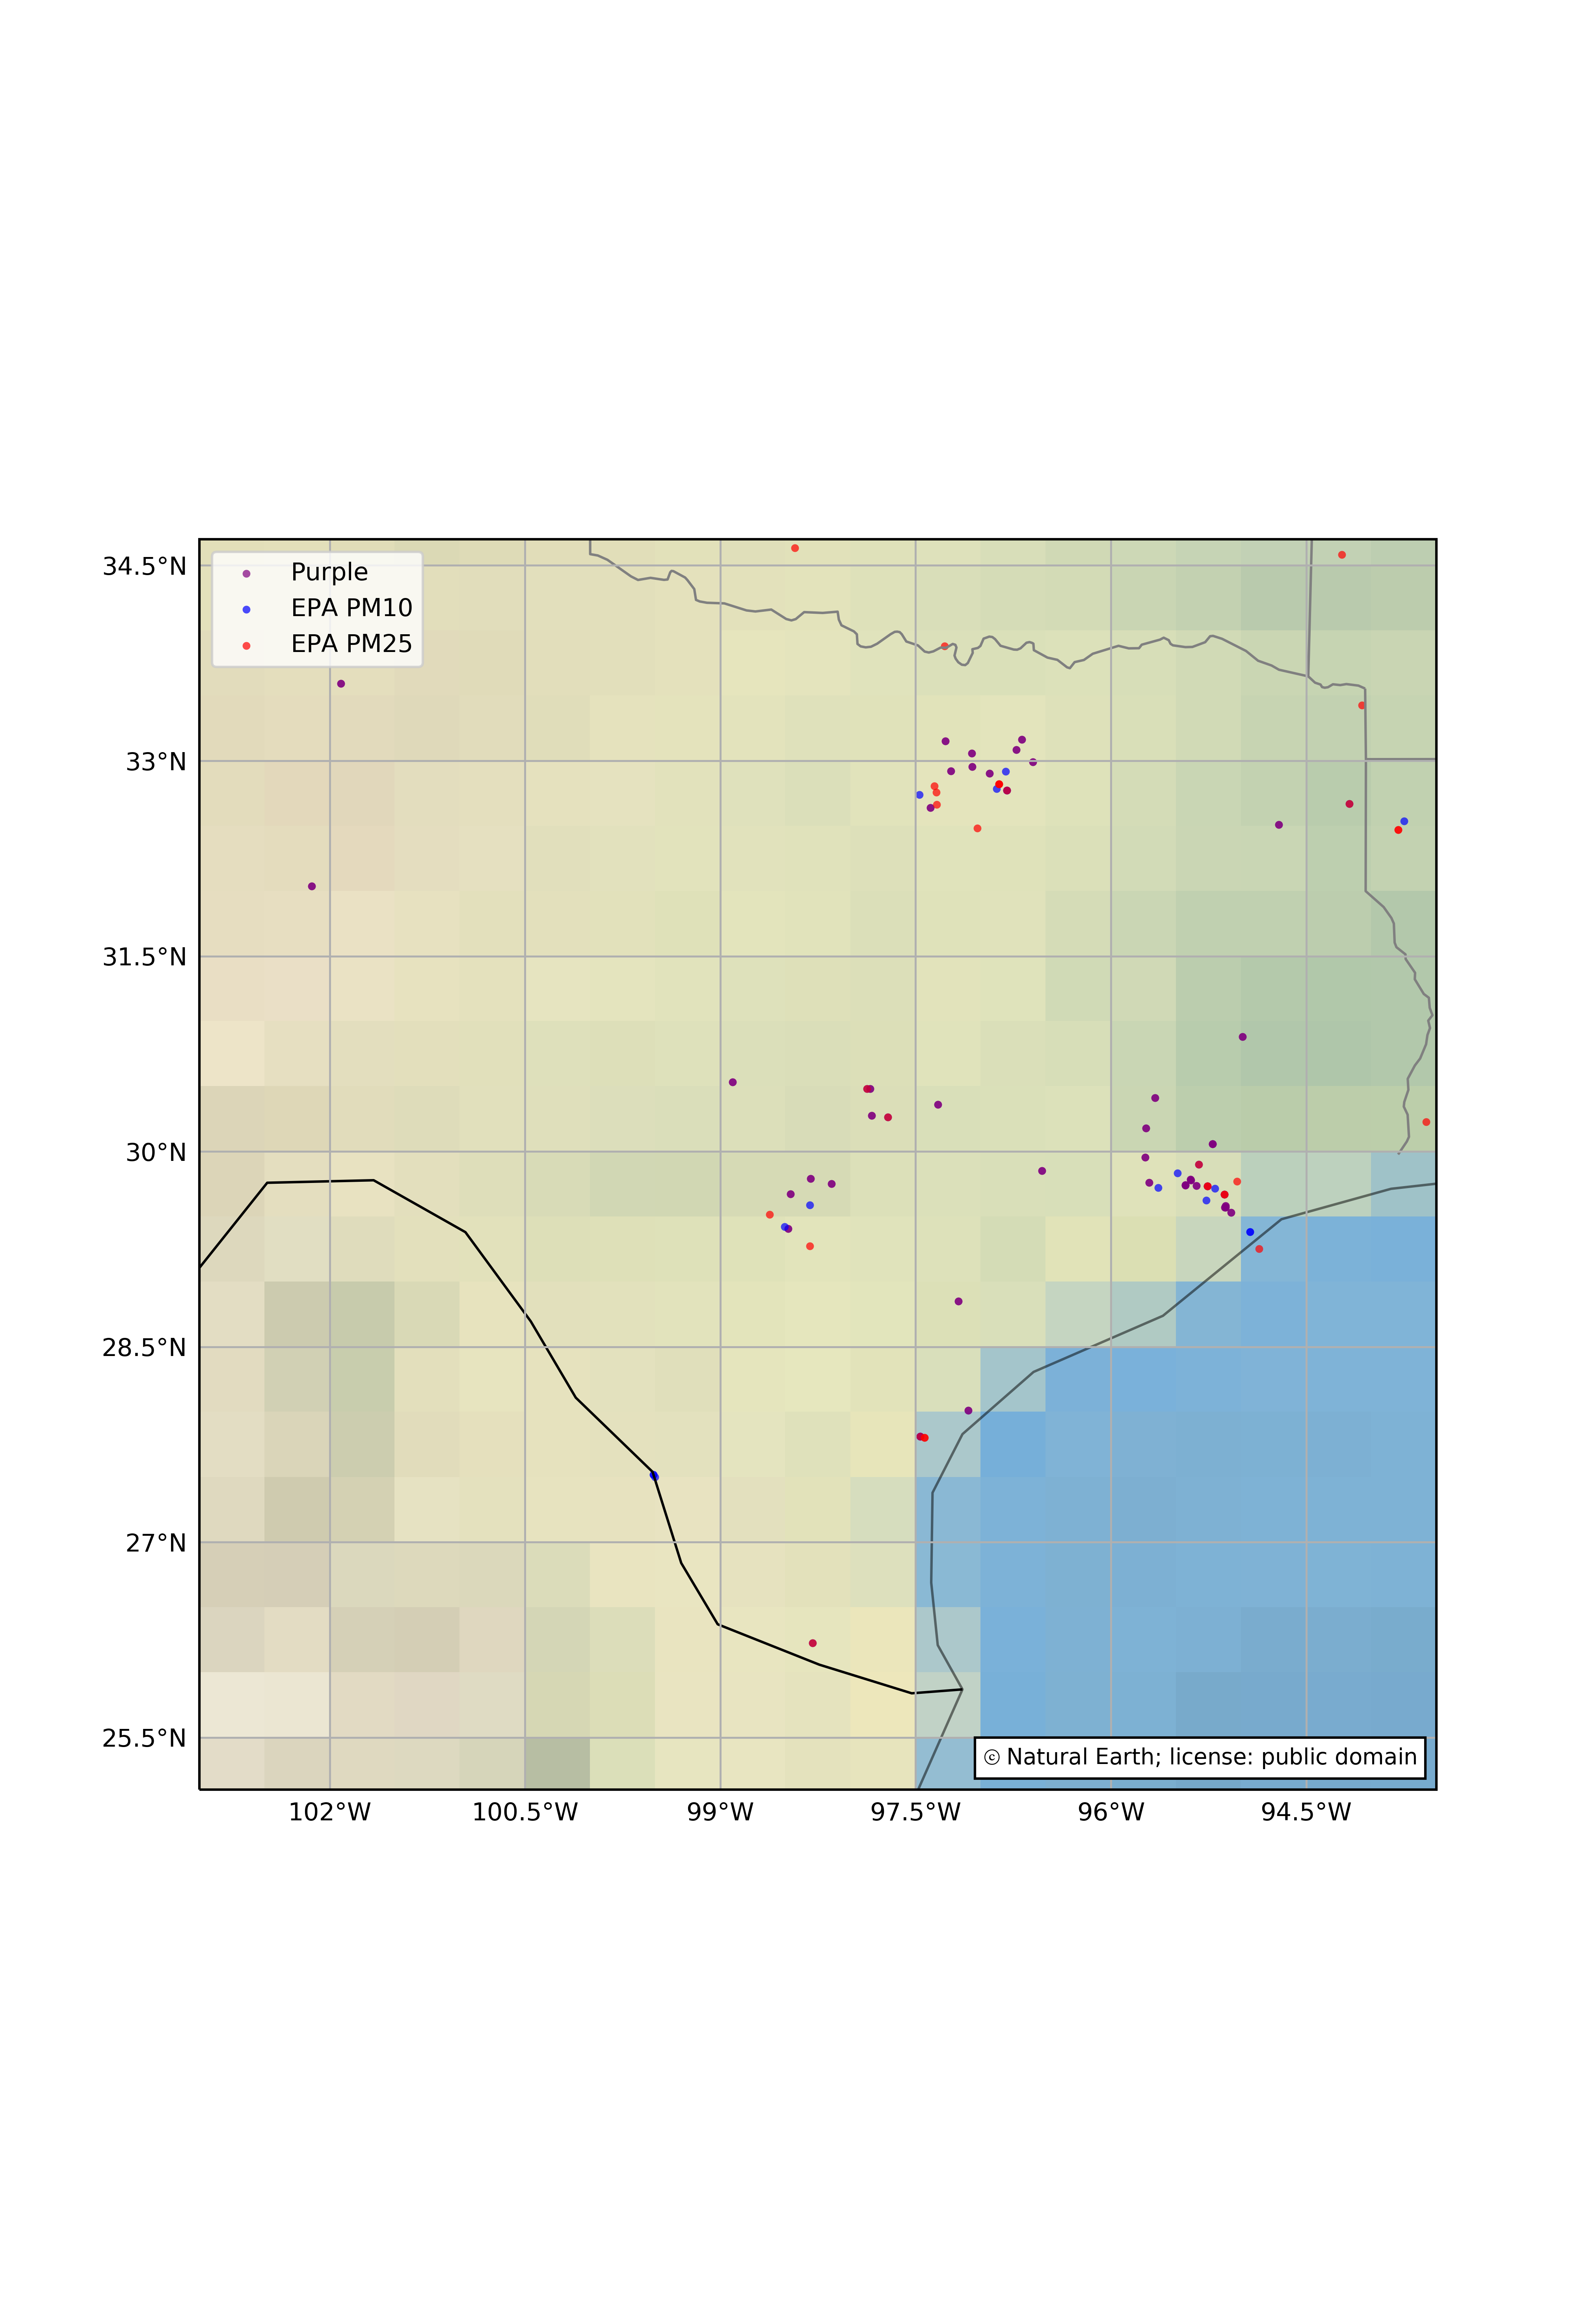 34.5°N
33°N
31.5°N
30°N
28.5°N
27°N
25.5°N
Purple
EPA PM10
EPA PM25
© Natural Earth; license: public domain
102°W 100.5°W 99°W 97.5°W 96°W 94.5°W